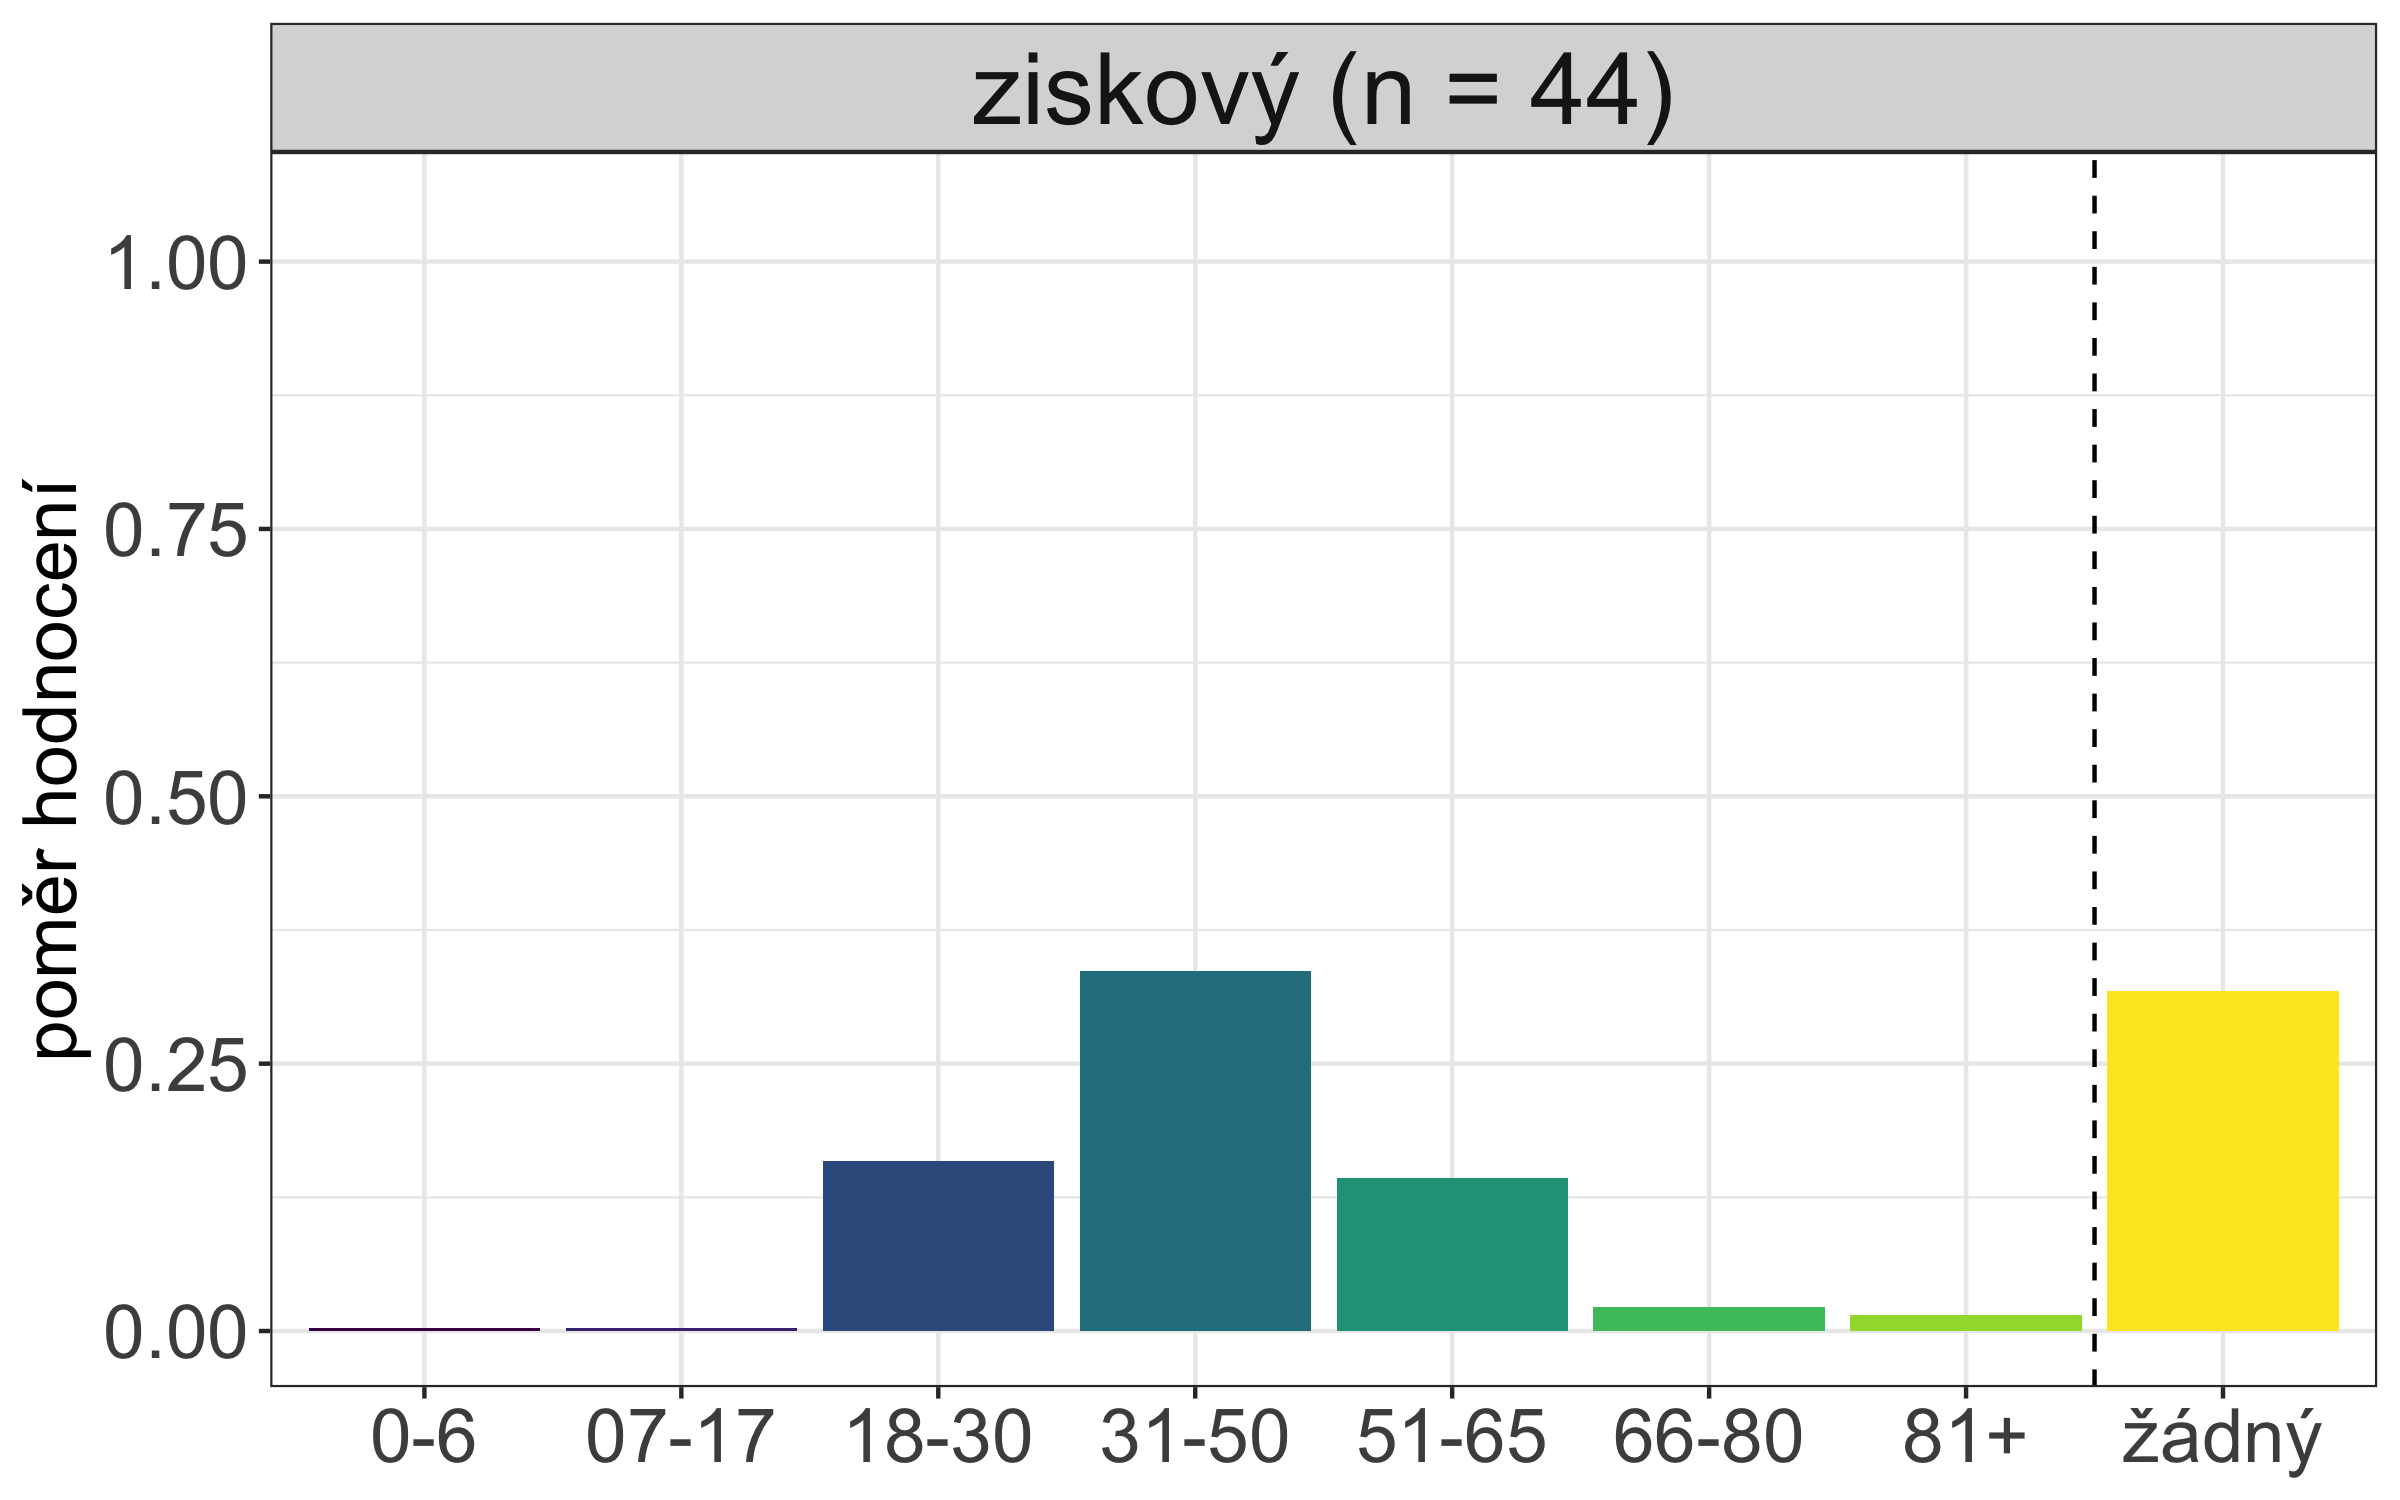 ziskový (n = 44)
poměr hodnocení
1.00
0.75
0.50
0.25
0.00
0-6 07-17 18-30 31-50 51-65 66-80 81+ žádný